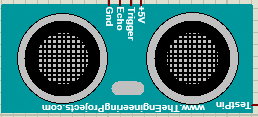 +5V
Trigger
Echo
Gnd
www.TheEngineeringProjects.com
TestPin